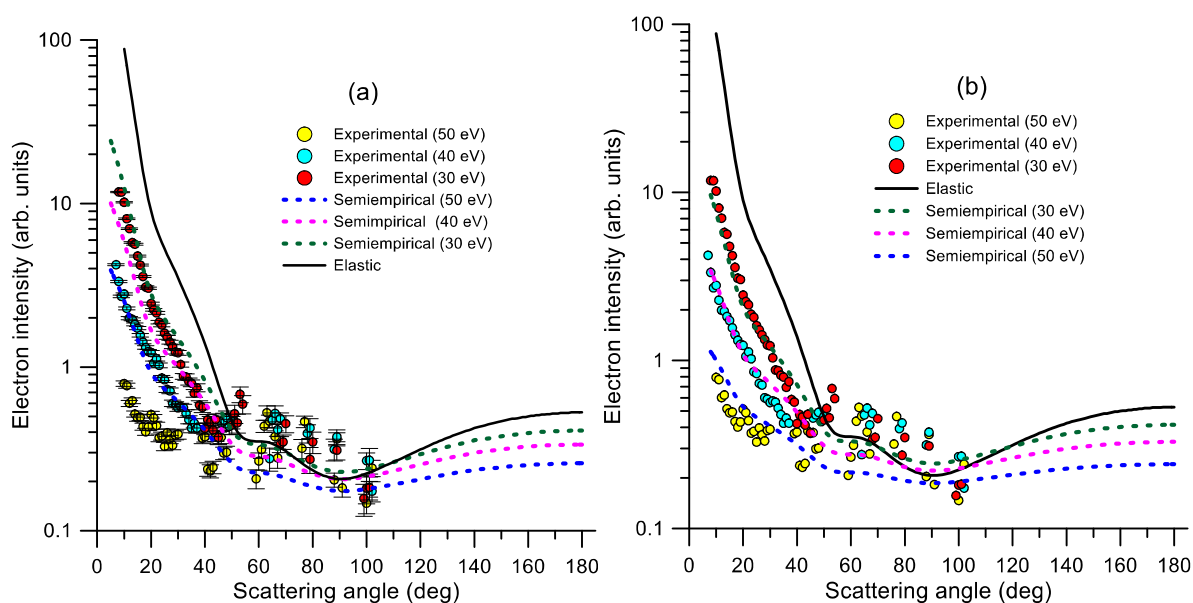 (a)
Experimental (50 eV)
Experimental (40 eV)
Experimental (30 eV)
Semiempirical (50 eV)
Semimpirical (40 eV)
Semiempirical (30 eV)
Elastic
Electron intensity (arb. units)
100
10
1
0.1
0 20 40 60 80 100 120 140 160 180
Scattering angle (deg)
(b)
Experimental (50 eV)
Experimental (40 eV)
Experimental (30 eV)
Elastic
Semiempirical (30 eV)
Semiempirical (40 eV)
Semiempirical (50 eV)
Electron intensity (arb. units)
100
10
1
0.1
0 20 40 60 80 100 120 140 160 180
Scattering angle (deg)